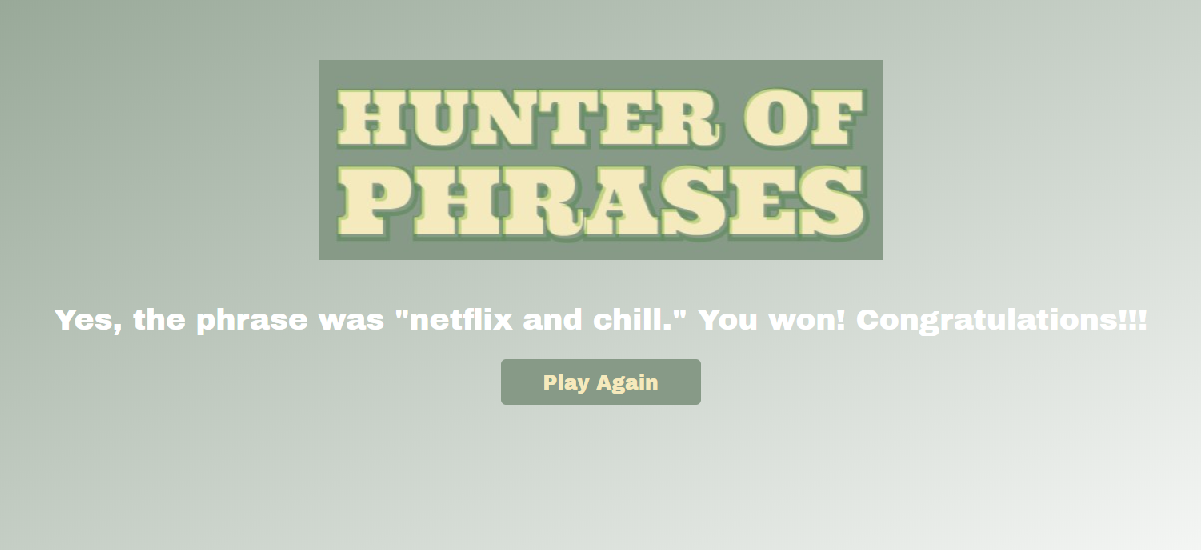 HUNTER OF
PHRASES
Yes, the phrase was "netflix and chill." You won! Congratulations!!!
Play Again